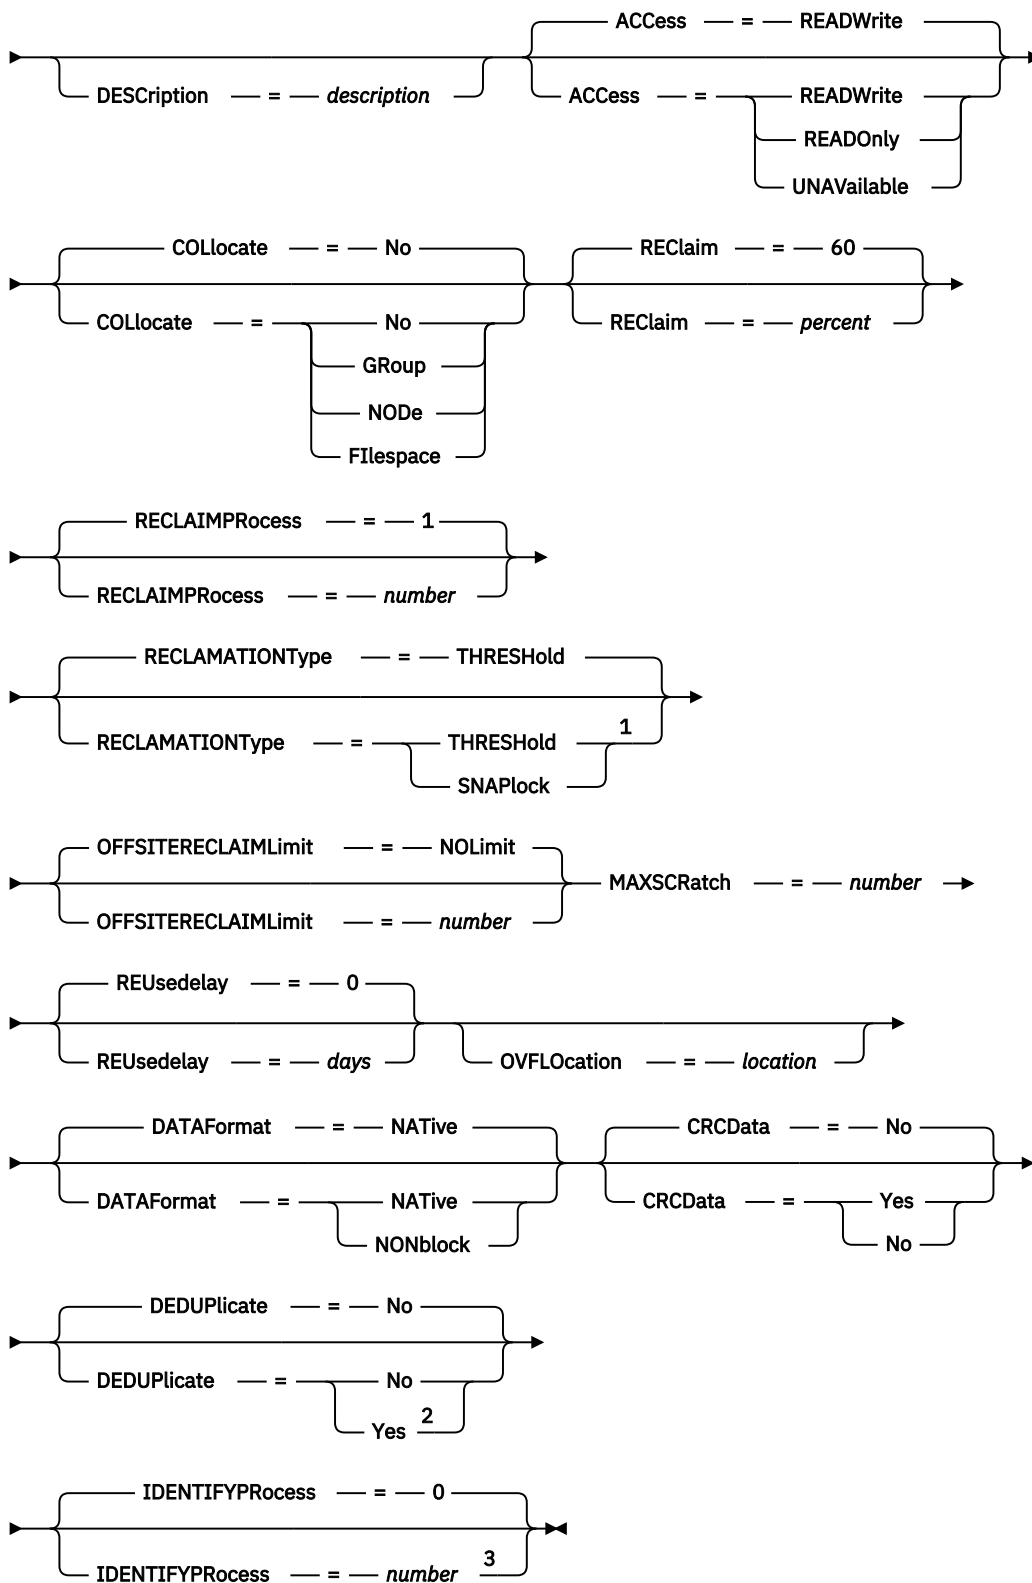 ACCess = READWrite
DESCription = description ACCess = READWrite
READOnly
UNAVailable
COLlocate = No REClaim = 60
COLlocate = No REClaim = percent
GRoup
NODe
FIlespace
RECLAIMPRocess = 1
RECLAIMPRocess = number
RECLAMATIONType = THRESHold
RECLAMATIONType = THRESHold 1
SNAPlock
OFFSITERECLAIMLimit = NOLimit
MAXSCRatch = number
OFFSITERECLAIMLimit = number
REUsedelay = 0
REUsedelay = days OVFLOcation = location
DATAFormat = NATive CRCData = No
DATAFormat = NATive CRCData = Yes
NONblock No
DEDUPlicate = No
DEDUPlicate = No
Yes 2
IDENTIFYPRocess = 0
IDENTIFYPRocess = number 3